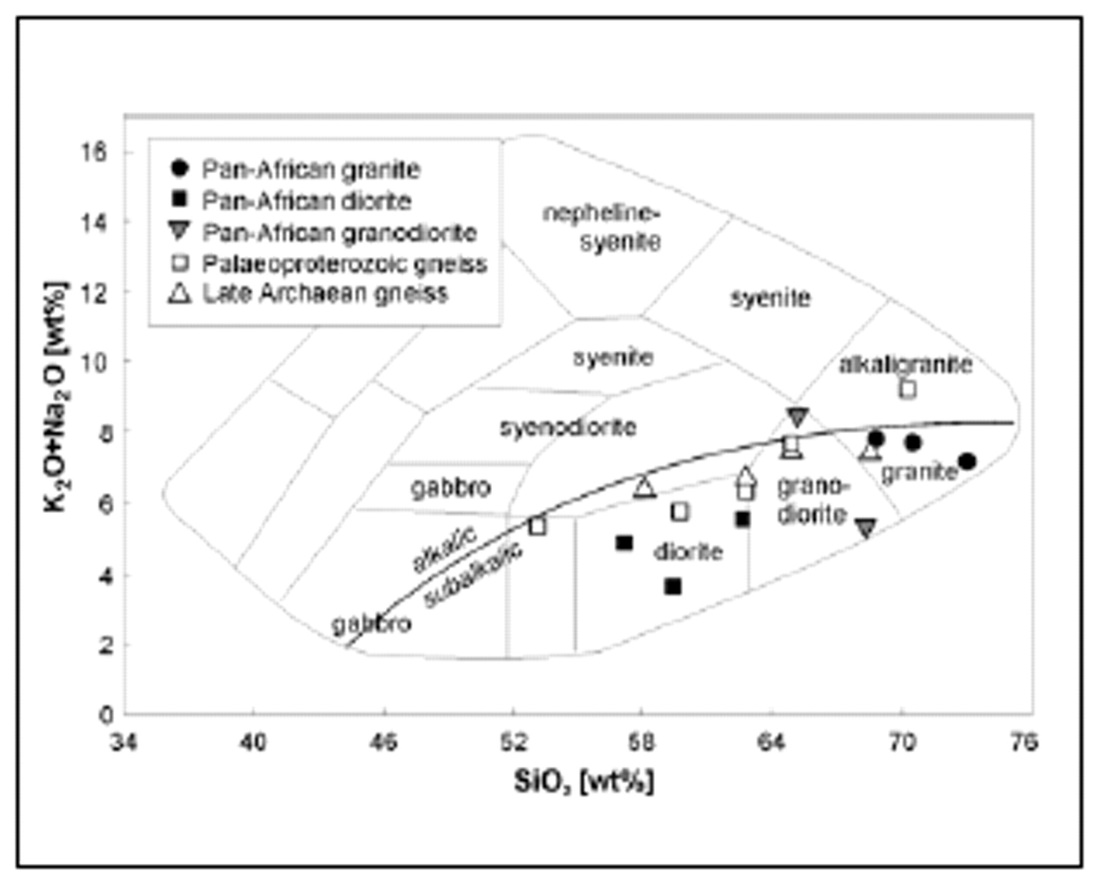 16
14
12
10
8
6
4
2
0
34 40 46 52 58 64 70 76
K2O+Na2O [wt%]
SiO2 [wt%]
Pan-African granite
Pan-African diorite
Pan-African granodiorite
Palaeoproterozoic gneiss
Late Archaean gneiss
nepheline-
syenite
syenite
alkaligranite
syenite
syenodiorite
gabbro
grano-
diorite
granite
alkalic
subalkalic
diorite
gabbro